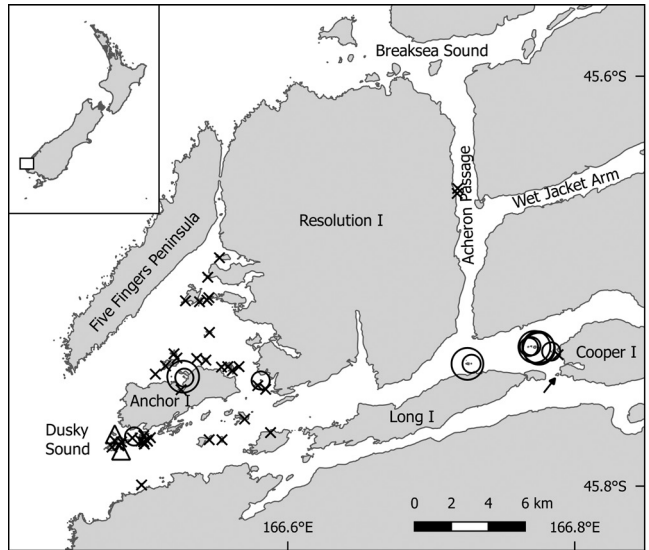 Breaksea Sound
45.6°S
Acheron Passage
Wet Jacket Arm
Five Fingers Peninsula
Resolution I
Cooper I
Anchor I
Long I
Dusky
Sound
0 2 4 6 km
45.8°S
166.6°E
166.8°E